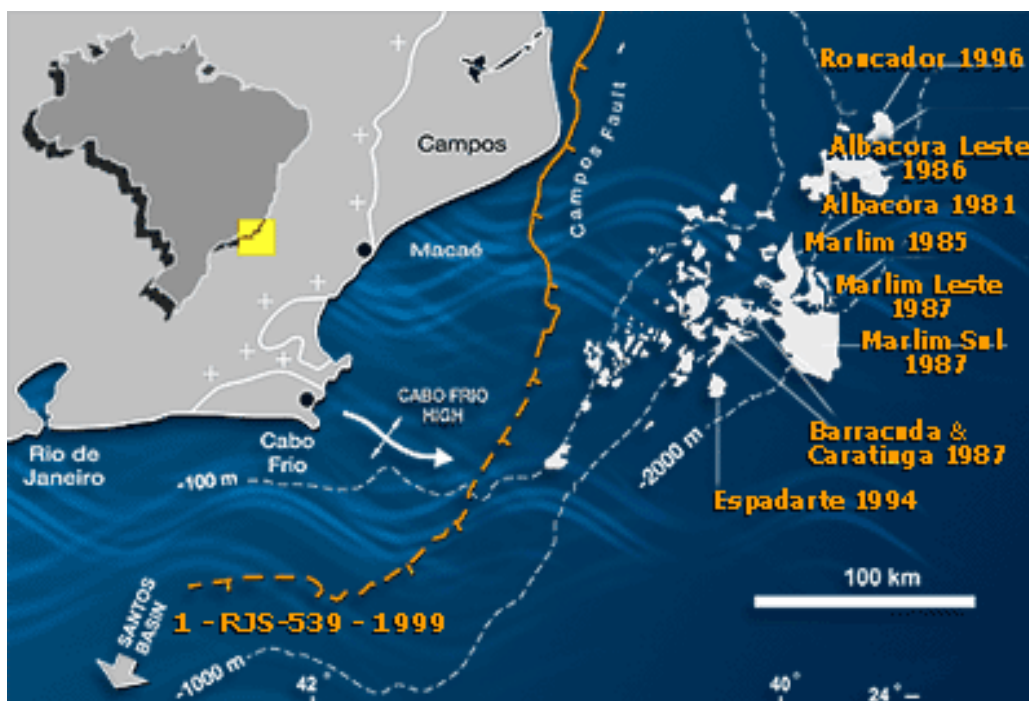 Roncador 1996
Campos
Campos Fault
Albacora Leste
1986
Albacora 1981
Macaé
Marlim 1985
Marlim Leste
1987
Marlim Sul
1987
CABO FRIO
HIGH
Rio de
Janeiro
Cabo
Frio
Barracuda &
Caratinga 1987
-100 m
-2000 m
Espadarte 1994
100 km
SANTOS
BASIN
1 - RJS-539 - 1999
-1000 m
42°
40°
24°